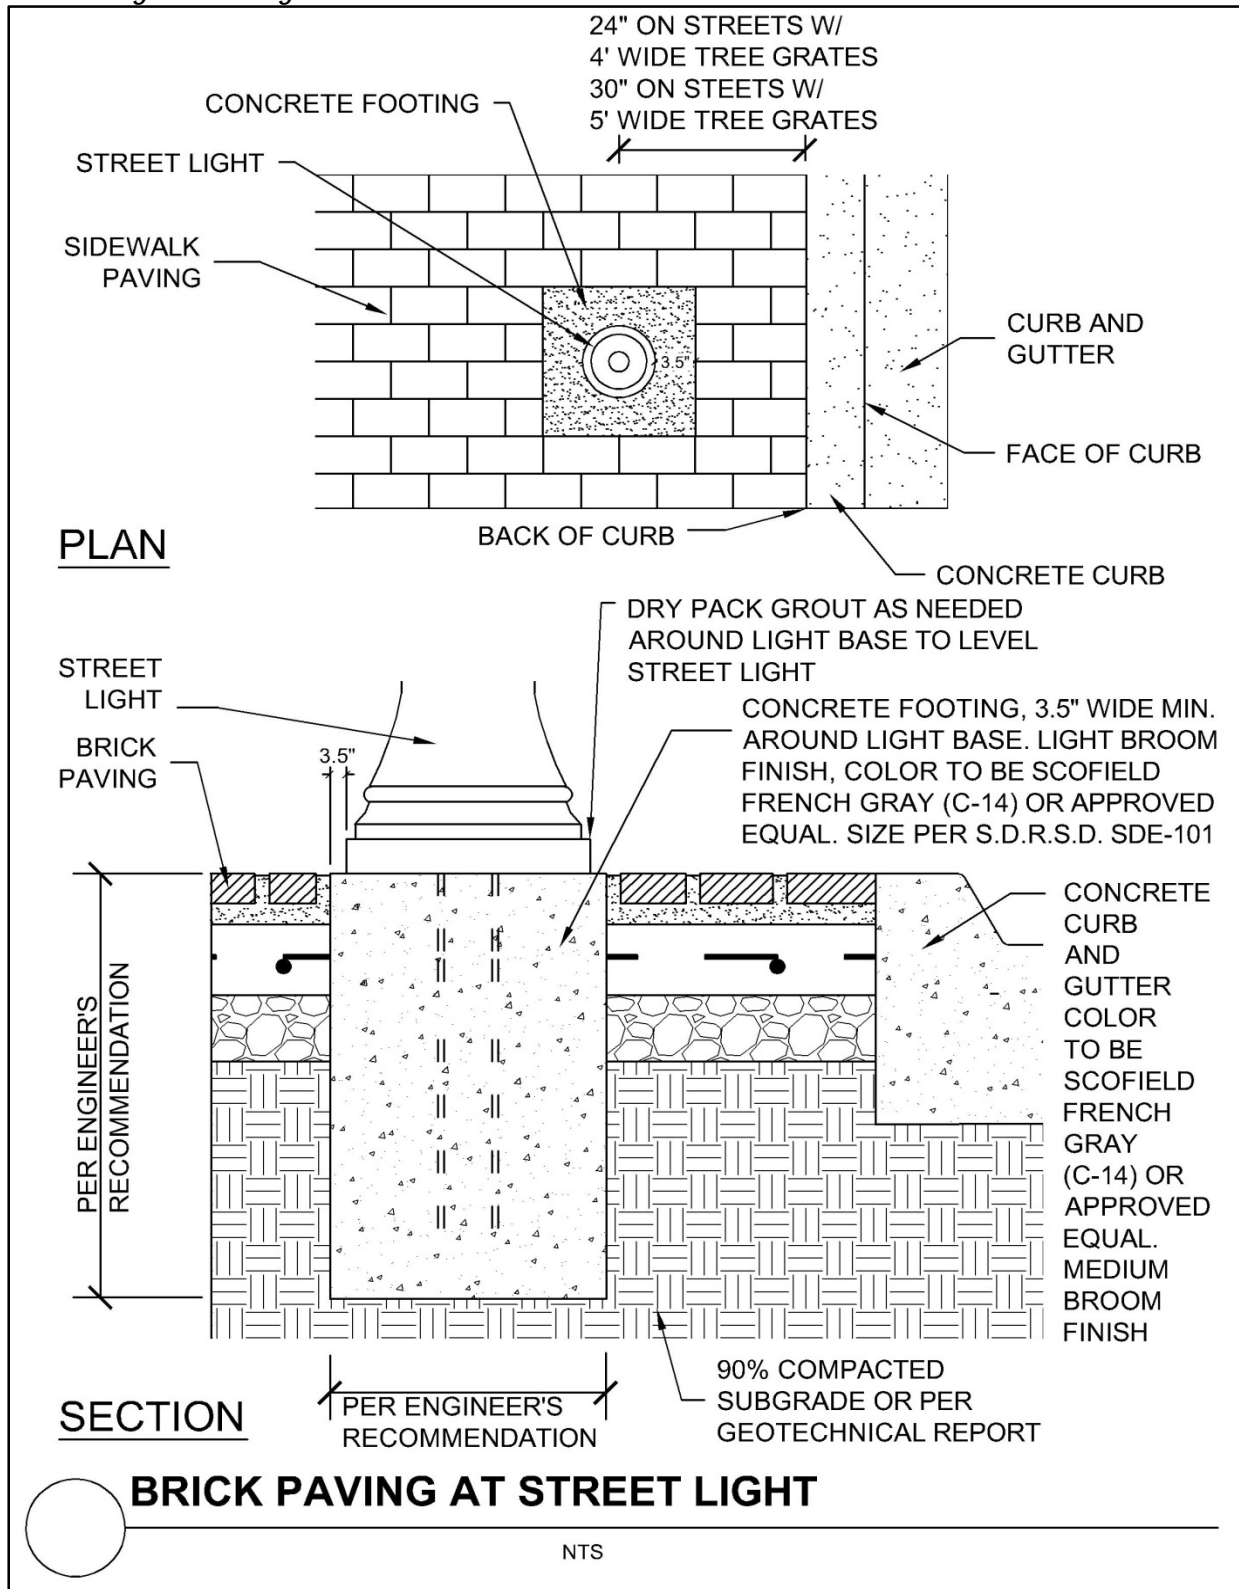 24" ON STREETS W/
4' WIDE TREE GRATES
30" ON STEETS W/
5' WIDE TREE GRATES
CONCRETE FOOTING
STREET LIGHT
SIDEWALK
PAVING
3.5"
CURB AND
GUTTER
FACE OF CURB
BACK OF CURB
CONCRETE CURB
PLAN
DRY PACK GROUT AS NEEDED
AROUND LIGHT BASE TO LEVEL
STREET LIGHT
STREET
LIGHT
BRICK
PAVING
3.5"
CONCRETE FOOTING, 3.5" WIDE MIN.
AROUND LIGHT BASE. LIGHT BROOM
FINISH, COLOR TO BE SCOFIELD
FRENCH GRAY (C-14) OR APPROVED
EQUAL. SIZE PER S.D.R.S.D. SDE-101
PER ENGINEER'S
RECOMMENDATION
CONCRETE
CURB
AND
GUTTER
COLOR
TO BE
SCOFIELD
FRENCH
GRAY
(C-14) OR
APPROVED
EQUAL.
MEDIUM
BROOM
FINISH
PER ENGINEER'S
RECOMMENDATION
90% COMPACTED
SUBGRADE OR PER
GEOTECHNICAL REPORT
SECTION
BRICK PAVING AT STREET LIGHT
NTS